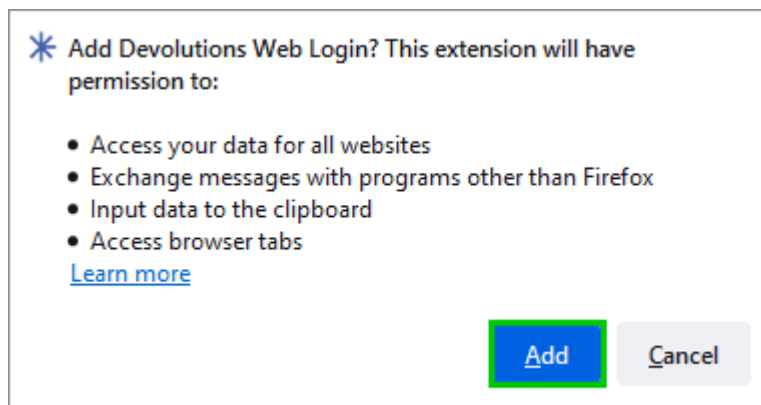 Add Devolutions Web Login? This extension will have
permission to:
• Access your data for all websites
• Exchange messages with programs other than Firefox
• Input data to the clipboard
• Access browser tabs
Learn more
Add Cancel